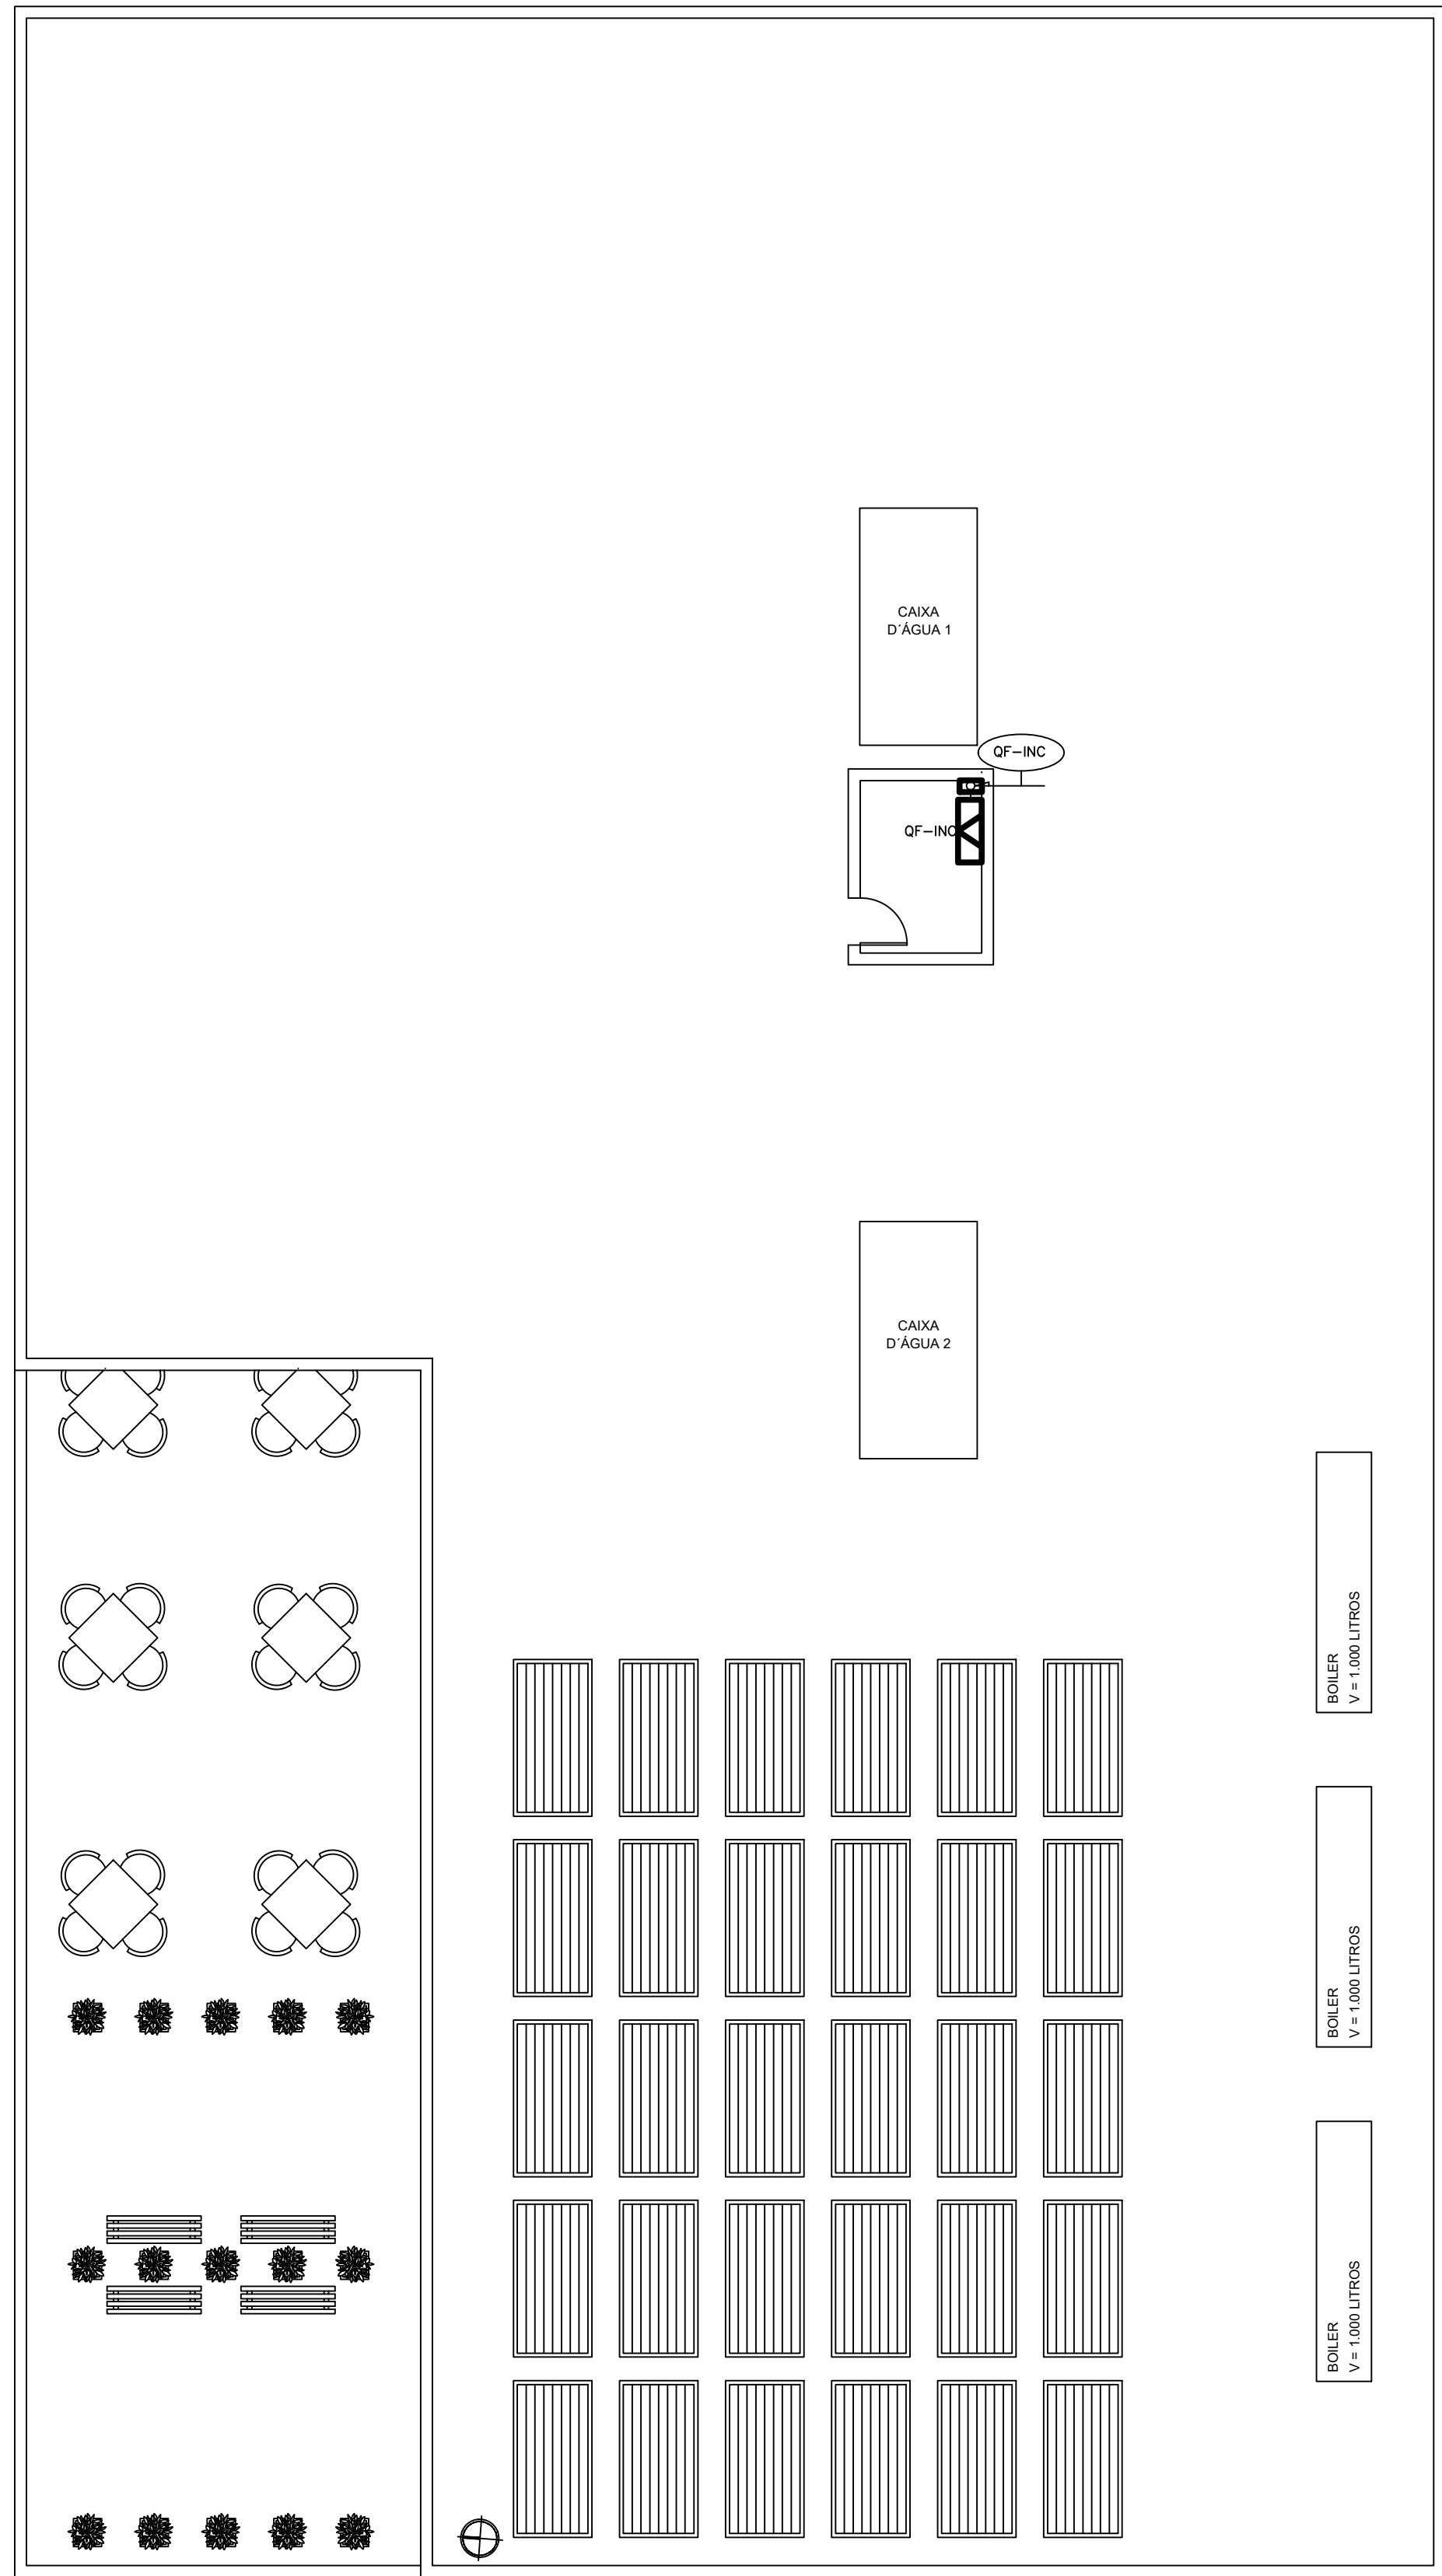 CAIXA
D´ÁGUA 1
QF-INC
QF-INC
CAIXA
D´ÁGUA 2
BOILER
V = 1.000 LITROS
BOILER
V = 1.000 LITROS
BOILER
V = 1.000 LITROS